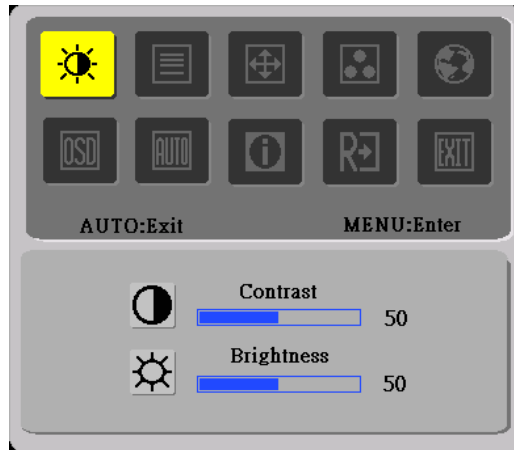 OSD AUTO i R EXIT
AUTO:Exit MENU:Enter
Contrast
50
Brightness
50